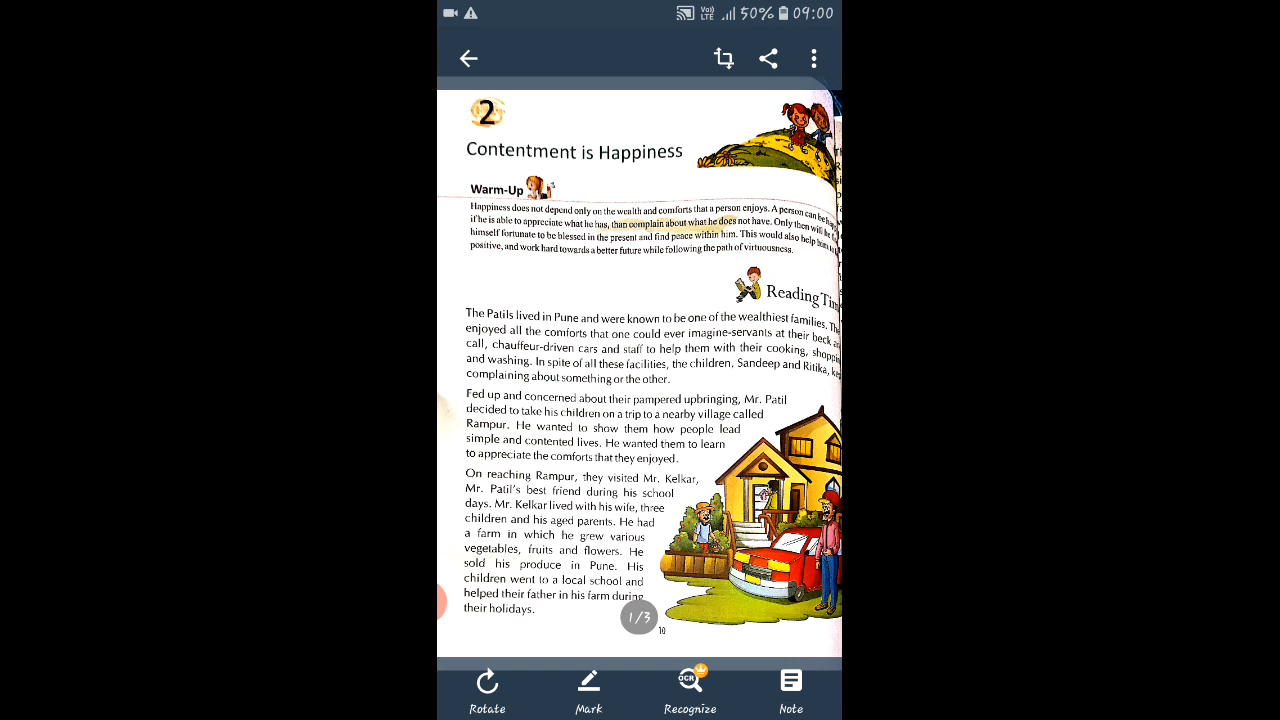 Vo)) LTE 50% 09:00
2
Contentment is Happiness
Warm-Up
Happiness does not depend only on the wealth and comforts that a person enjoys. A person can be
if he is able to appreciate what he has, than complain about what he does not have. Only then will he
himself fortunate to be blessed in the present and find peace within him. This would also help him to
positive, and work hard towards a better future while following the path of virtuousness.
Reading Tim
The Patils lived in Pune and were known to be one of the wealthiest families. The
enjoyed all the comforts that one could ever imagine-servants at their beck
call, chauffeur-driven cars and staff to help them with their cooking, shoppin
and washing. In spite of all these facilities, the children, Sandeep and Ritika,
complaining about something or the other.
Fed up and concerned about their pampered upbringing, Mr. Patil
decided to take his children on a trip to a nearby village called
Rampur. He wanted to show them how people lead
simple and contented lives. He wanted them to learn
to appreciate the comforts that they enjoyed.
On reaching Rampur, they visited Mr. Kelkar,
Mr. Patil's best friend during his school
days. Mr. Kelkar lived with his wife, three
children and his aged parents. He had
a farm in which he grew various
vegetables, fruits and flowers. He
sold his produce in Pune. His
children went to a local school and
helped their father in his farm during
their holidays.
1/3
10
OCR
Rotate Mark Recognize Note